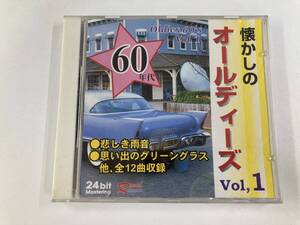 懐かしの
オールディーズ
Vol, 1
60
年代
●悲しき雨音
●思い出のグリーングラス
他、全12曲収録
24bit
Mastering